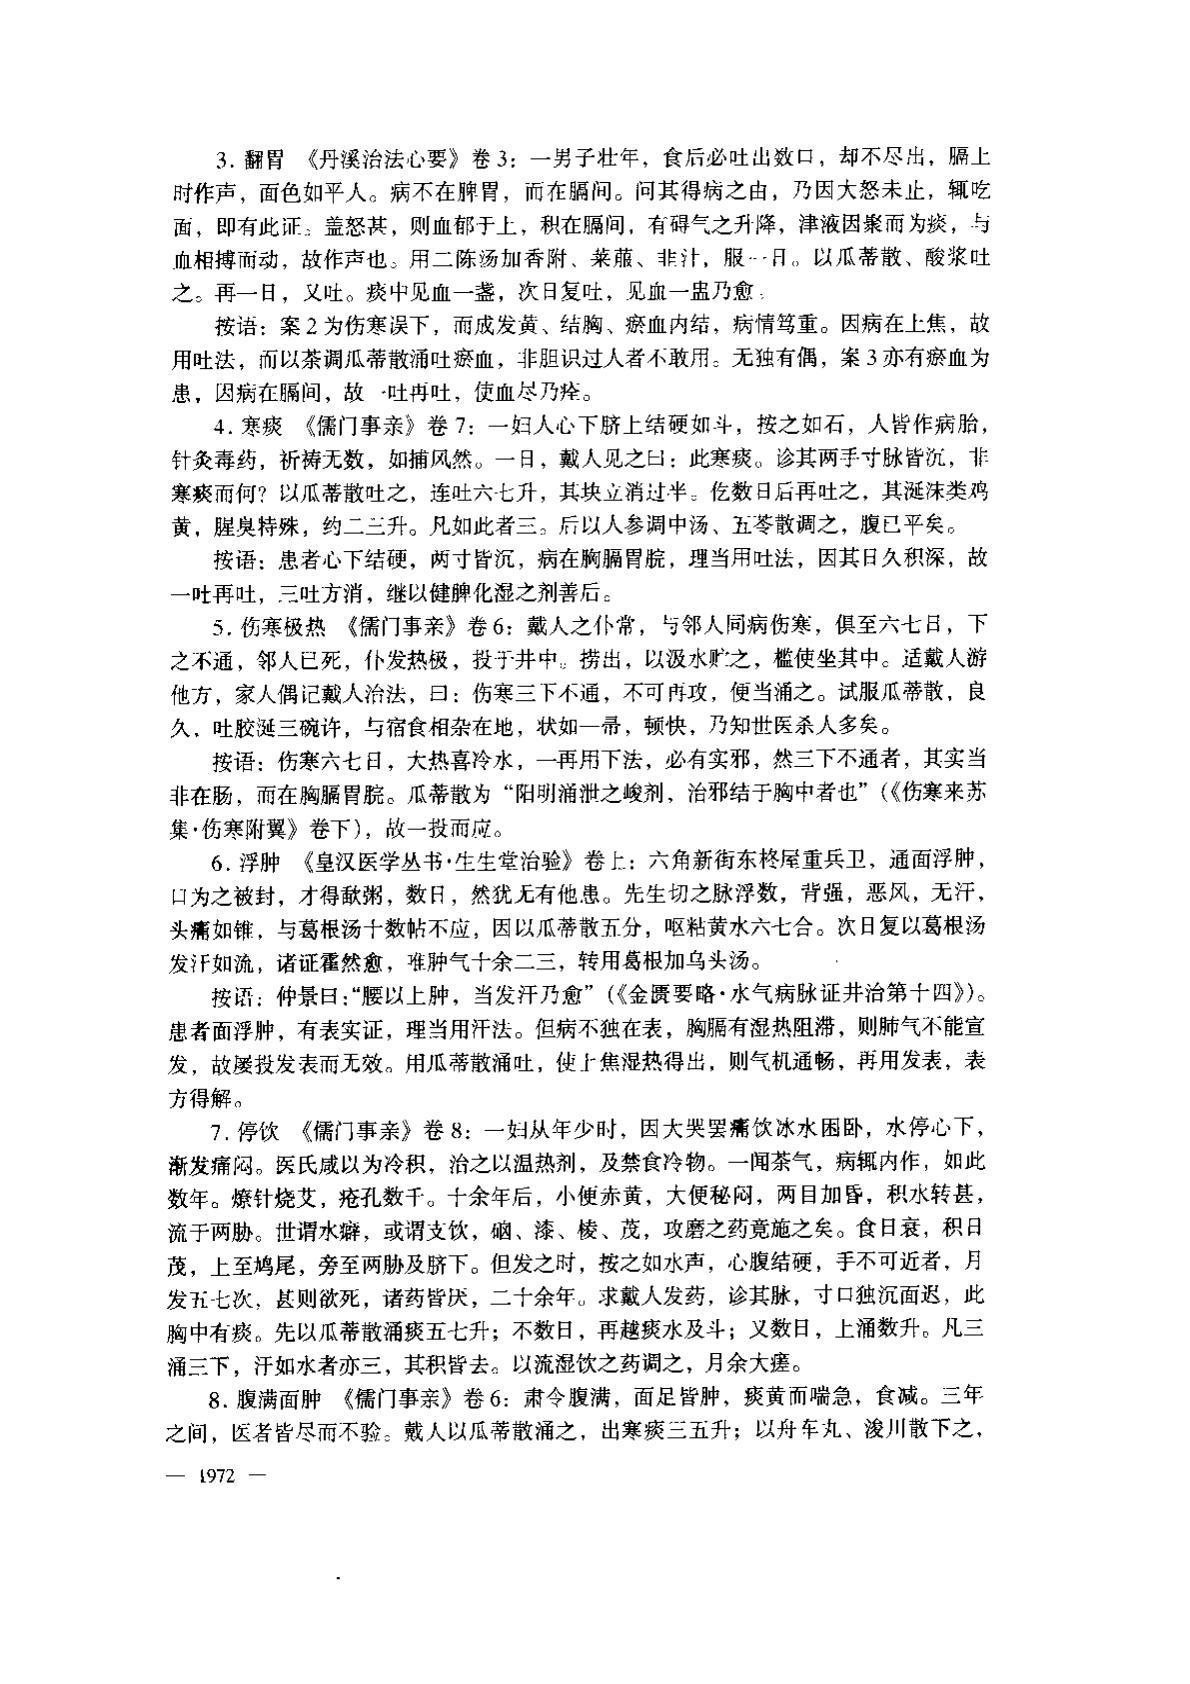 3. 翻胃 《丹溪治法心要》卷 3：一男子壮年，食后必吐出数口，却不尽出，膈上
时作声，面色如平人。病不在脾胃，而在膈间。问其得病之由，乃因大怒未止，辄吃
面，即有此证。盖怒甚，则血郁于上，积在膈间，有碍气之升降，津液因聚而为痰，与
血相搏而动，故作声也。用二陈汤加香附、莱菔、韭汁，服一日。以瓜蒂散、酸浆吐
之。再一日，又吐。痰中见血一盏，次日复吐，见血一盅乃愈。
按语：案 2 为伤寒误下，而成发黄、结胸、瘀血内结，病情笃重。因病在上焦，故
用吐法，而以茶调瓜蒂散涌吐瘀血，非胆识过人者不敢用。无独有偶，案 3 亦有瘀血为
患，因病在膈间，故一吐再吐，使血尽乃痊。
4. 寒痰 《儒门事亲》卷 7：一妇人心下脐上结硬如斗，按之如石，人皆作病胎，
针灸毒药，祈祷无数，如捕风然。一日，戴人见之曰：此寒痰。诊其两手寸脉皆沉，非
寒痰而何？以瓜蒂散吐之，连吐六七升，其块立消过半。仡数日后再吐之，其涎沫类鸡
黄，腥臭特殊，约二三升。凡如此者三。后以人参调中汤、五苓散调之，腹已平矣。
按语：患者心下结硬，两寸皆沉，病在胸膈胃脘，理当用吐法，因其日久积深，故
一吐再吐，三吐方消，继以健脾化湿之剂善后。
5. 伤寒极热 《儒门事亲》卷 6：戴人之仆常，与邻人同病伤寒，俱至六七日，下
之不通，邻人已死，仆发热极，投于井中。捞出，以汲水贮之，槛使坐其中。适戴人游
他方，家人偶记戴人治法，曰：伤寒三下不通，不可再攻，便当涌之。试服瓜蒂散，良
久，吐胶涎三碗许，与宿食相杂在地，状如一帚，顿快，乃知世医杀人多矣。
按语：伤寒六七日，大热喜冷水，一再用下法，必有实邪，然三下不通者，其实当
非在肠，而在胸膈胃脘。瓜蒂散为“阳明涌泄之峻剂，治邪结于胸中者也”（《伤寒来苏
集·伤寒附翼》卷下），故一投而应。
6. 浮肿 《皇汉医学丛书·生生堂治验》卷上：六角新街东柊屋重兵卫，通面浮肿，
口为之被封，才得歃粥，数日，然犹无有他患。先生切之脉浮数，背强，恶风，无汗，
头痛如锥，与葛根汤十数帖不应，因以瓜蒂散五分，呕粘黄水六七合。次日复以葛根汤
发汗如流，诸证霍然愈，唯肿气十余二三，转用葛根加乌头汤。
按语：仲景曰：“腰以上肿，当发汗乃愈”（《金匮要略·水气病脉证并治第十四》）。
患者面浮肿，有表实证，理当用汗法。但病不独在表，胸膈有湿热阻滞，则肺气不能宣
发，故屡投发表而无效。用瓜蒂散涌吐，使上焦湿热得出，则气机通畅，再用发表，表
方得解。
7. 停饮 《儒门事亲》卷 8：一妇从年少时，因大哭罢痛饮冰水困卧，水停心下，
渐发痛闷。医氏咸以为冷积，治之以温热剂，及禁食冷物。一闻茶气，病辄内作，如此
数年。燎针烧艾，疮孔数千。十余年后，小便赤黄，大便秘闷，两目加昏，积水转甚，
流于两胁。世谓水癖，或谓支饮，硇、漆、棱、茂，攻磨之药竟施之矣。食日衰，积日
茂，上至鸠尾，旁至两胁及脐下。但发之时，按之如水声，心腹结硬，手不可近者，月
发五七次，甚则欲死，诸药皆厌，二十余年。求戴人发药，诊其脉，寸口独沉面迟，此
胸中有痰。先以瓜蒂散涌痰五七升；不数日，再越痰水及斗；又数日，上涌数升。凡三
涌三下，汗如水者亦三，其积皆去。以流湿饮之药调之，月余大瘥。
8. 腹满面肿 《儒门事亲》卷 6：肃令腹满，面足皆肿，痰黄而喘急，食减。三年
之间，医者皆尽而不验。戴人以瓜蒂散涌之，出寒痰三五升；以舟车丸、浚川散下之，
— 1972 —